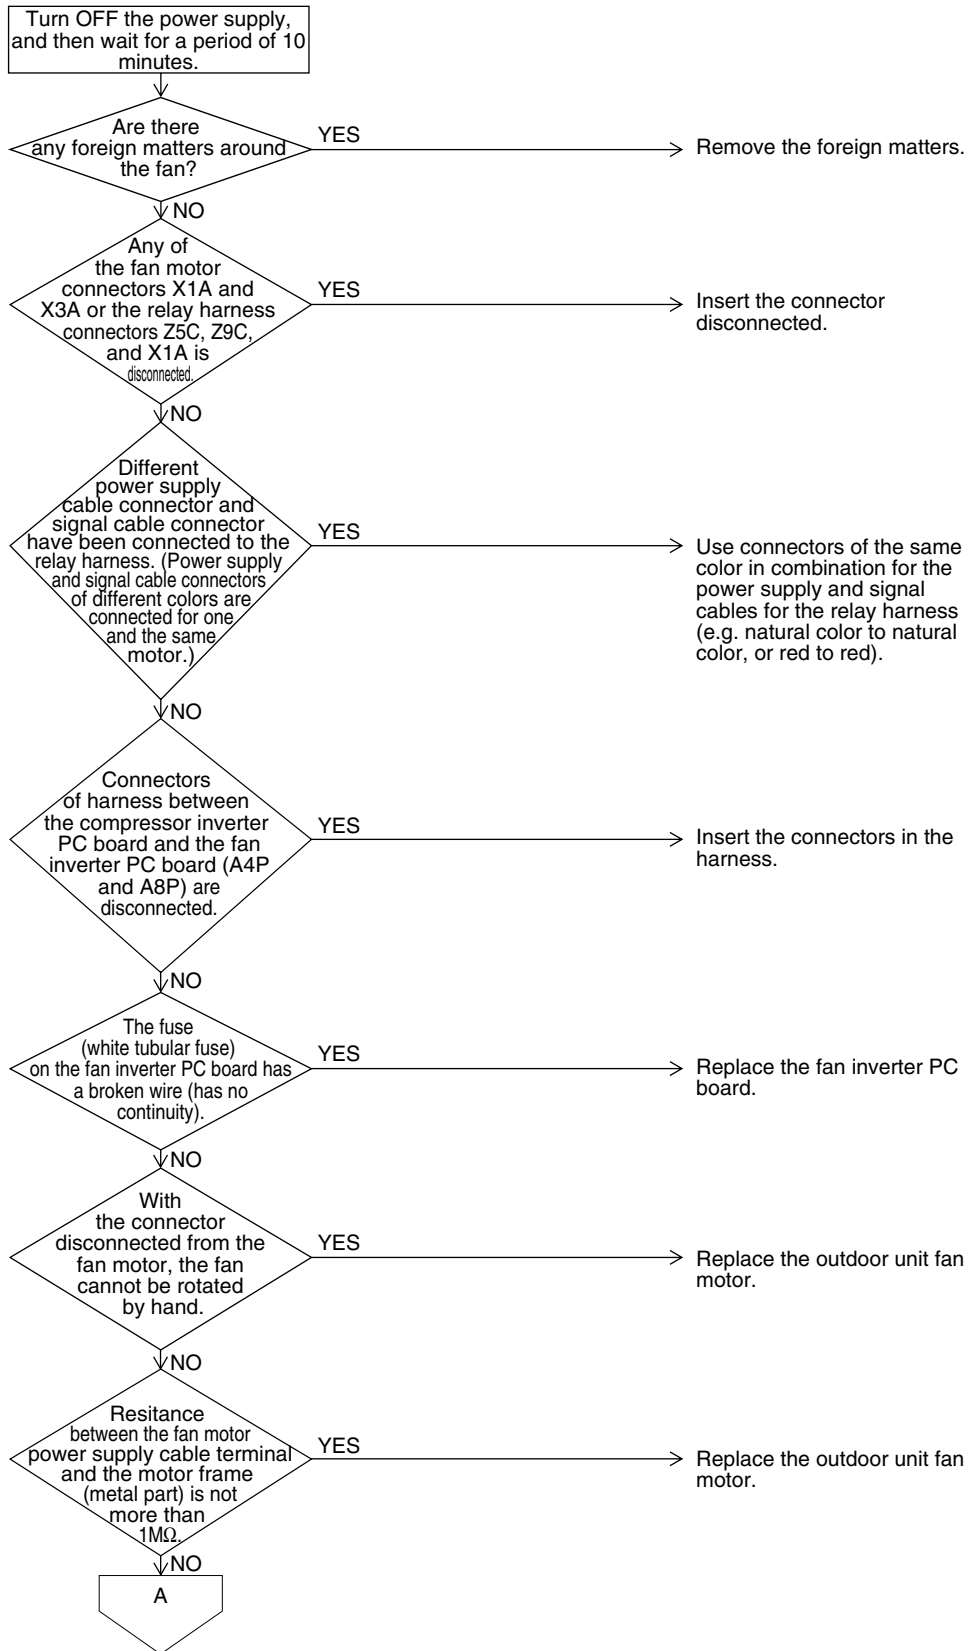 Turn OFF the power supply,
and then wait for a period of 10
minutes.
Are there
any foreign matters around
the fan?
YES
Remove the foreign matters.
NO
Any of
the fan motor
connectors X1A and
X3A or the relay harness
connectors Z5C, Z9C,
and X1A is
disconnected.
YES
Insert the connector
disconnected.
NO
Different
power supply
cable connector and
signal cable connector
have been connected to the
relay harness. (Power supply
and signal cable connectors
of different colors are
connected for one
and the same
motor.)
YES
Use connectors of the same
color in combination for the
power supply and signal
cables for the relay harness
(e.g. natural color to natural
color, or red to red).
NO
Connectors
of harness between
the compressor inverter
PC board and the fan
inverter PC board (A4P
and A8P) are
disconnected.
YES
Insert the connectors in the
harness.
NO
The fuse
(white tubular fuse)
on the fan inverter PC board has
a broken wire (has no
continuity).
YES
Replace the fan inverter PC
board.
NO
With
the connector
disconnected from the
fan motor, the fan
cannot be rotated
by hand.
YES
Replace the outdoor unit fan
motor.
NO
Resitance
between the fan motor
power supply cable terminal
and the motor frame
(metal part) is not
more than
1MΩ.
YES
Replace the outdoor unit fan
motor.
NO
A